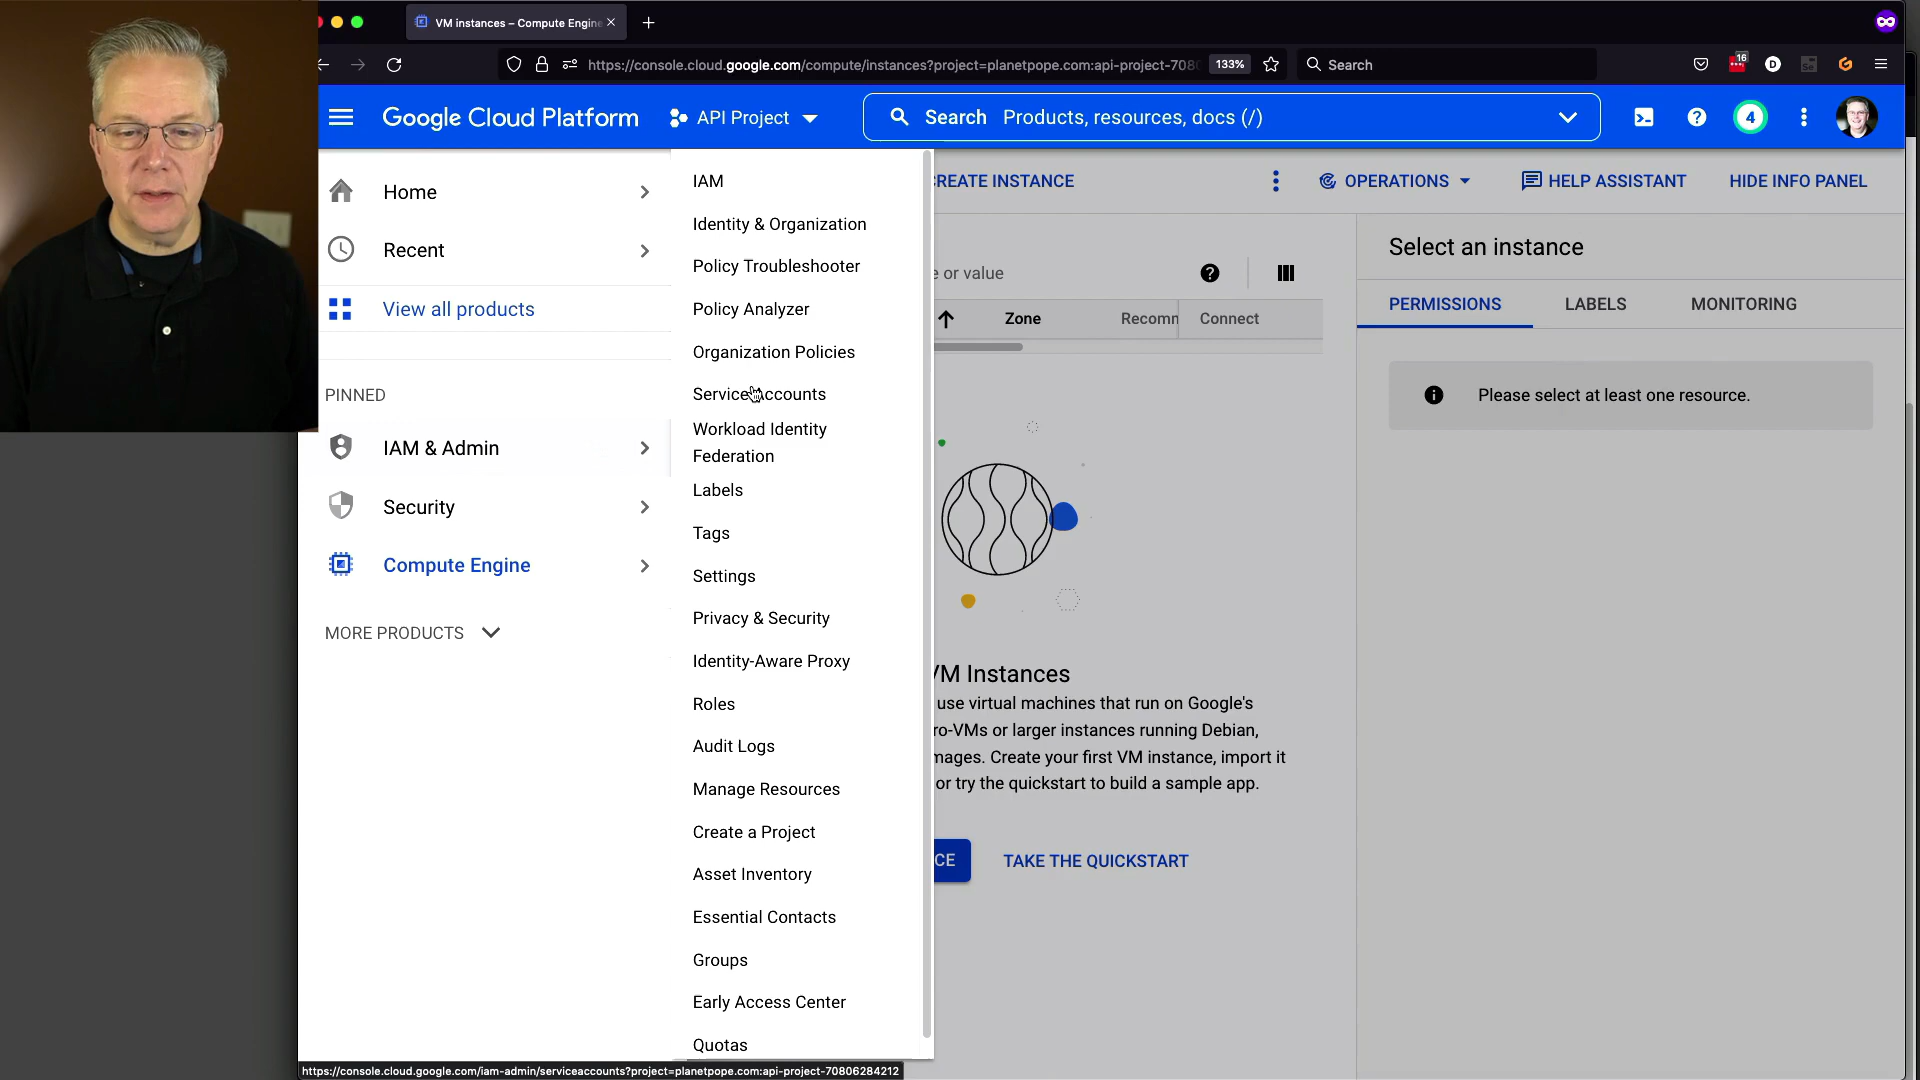 VM instances – Compute Engine
https://console.cloud.google.com/compute/instances?project=planetpope.com:api-project-708
133%
Search
16
Google Cloud Platform
API Project
Search Products, resources, docs (/)
4
Home
Recent
View all products
PINNED
IAM & Admin
Security
Compute Engine
MORE PRODUCTS
IAM
Identity & Organization
Policy Troubleshooter
Policy Analyzer
Organization Policies
Service Accounts
Workload Identity
Federation
Labels
Tags
Settings
Privacy & Security
Identity-Aware Proxy
Roles
Audit Logs
Manage Resources
Create a Project
Asset Inventory
Essential Contacts
Groups
Early Access Center
Quotas
CREATE INSTANCE
OPERATIONS
HELP ASSISTANT
HIDE INFO PANEL
e or value
Zone
Recomm
Connect
VM Instances
use virtual machines that run on Google's
ro-VMs or larger instances running Debian,
mages. Create your first VM instance, import it
or try the quickstart to build a sample app.
CE
TAKE THE QUICKSTART
Select an instance
PERMISSIONS
LABELS
MONITORING
Please select at least one resource.
https://console.cloud.google.com/iam-admin/serviceaccounts?project=planetpope.com:api-project-70806284212